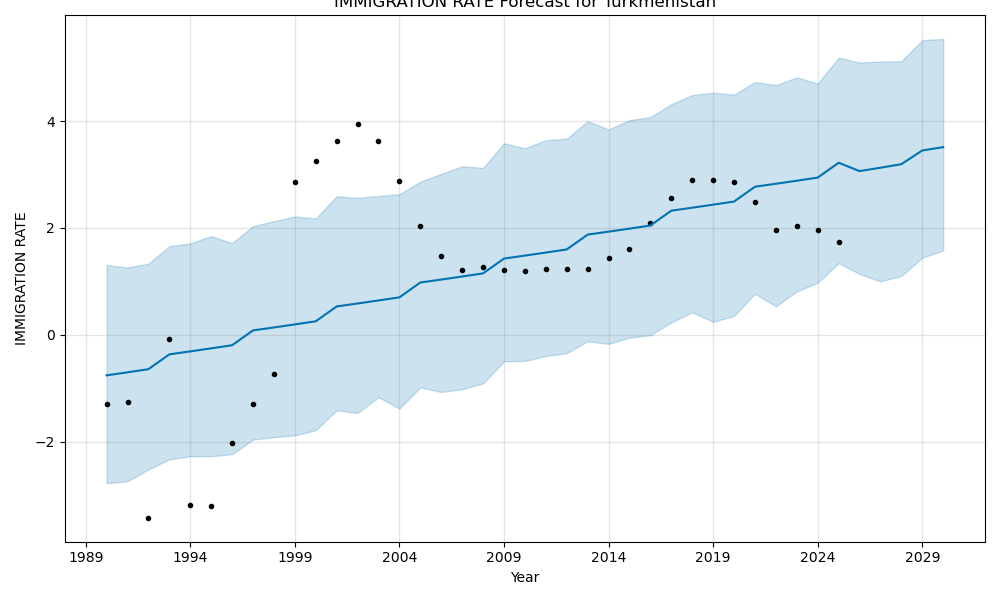 IMMIGRATION RATE Forecast for Turkmenistan
IMMIGRATION RATE
4
2
0
−2
1989 1994 1999 2004 2009 2014 2019 2024 2029
Year